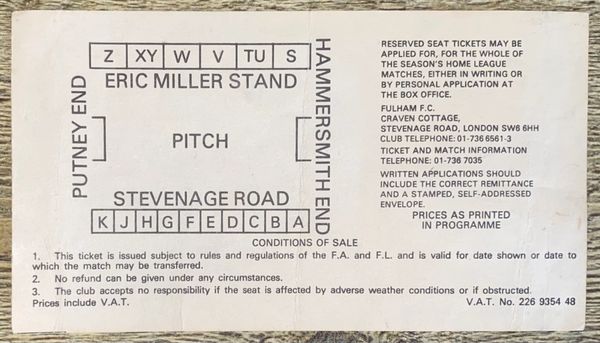 Z XY W V TU S
ERIC MILLER STAND
PUTNEY END
PITCH
HAMMERSMITH END
STEVENAGE ROAD
K J H G F E D C B A
RESERVED SEAT TICKETS MAY BE
APPLIED FOR, FOR THE WHOLE OF
THE SEASON'S HOME LEAGUE
MATCHES, EITHER IN WRITING OR
BY PERSONAL APPLICATION AT
THE BOX OFFICE.
FULHAM F.C.
CRAVEN COTTAGE,
STEVENAGE ROAD, LONDON SW6 6HH
CLUB TELEPHONE: 01-736 6561-3
TICKET AND MATCH INFORMATION
TELEPHONE: 01-736 7035
WRITTEN APPLICATIONS SHOULD
INCLUDE THE CORRECT REMITTANCE
AND A STAMPED, SELF-ADDRESSED
ENVELOPE.
PRICES AS PRINTED
IN PROGRAMME
CONDITIONS OF SALE
1. This ticket is issued subject to rules and regulations of the F.A. and F.L. and is valid for date shown or date to
which the match may be transferred.
2. No refund can be given under any circumstances.
3. The club accepts no responsibility if the seat is affected by adverse weather conditions or if obstructed.
Prices include V.A.T. V.A.T. No. 226 9354 48